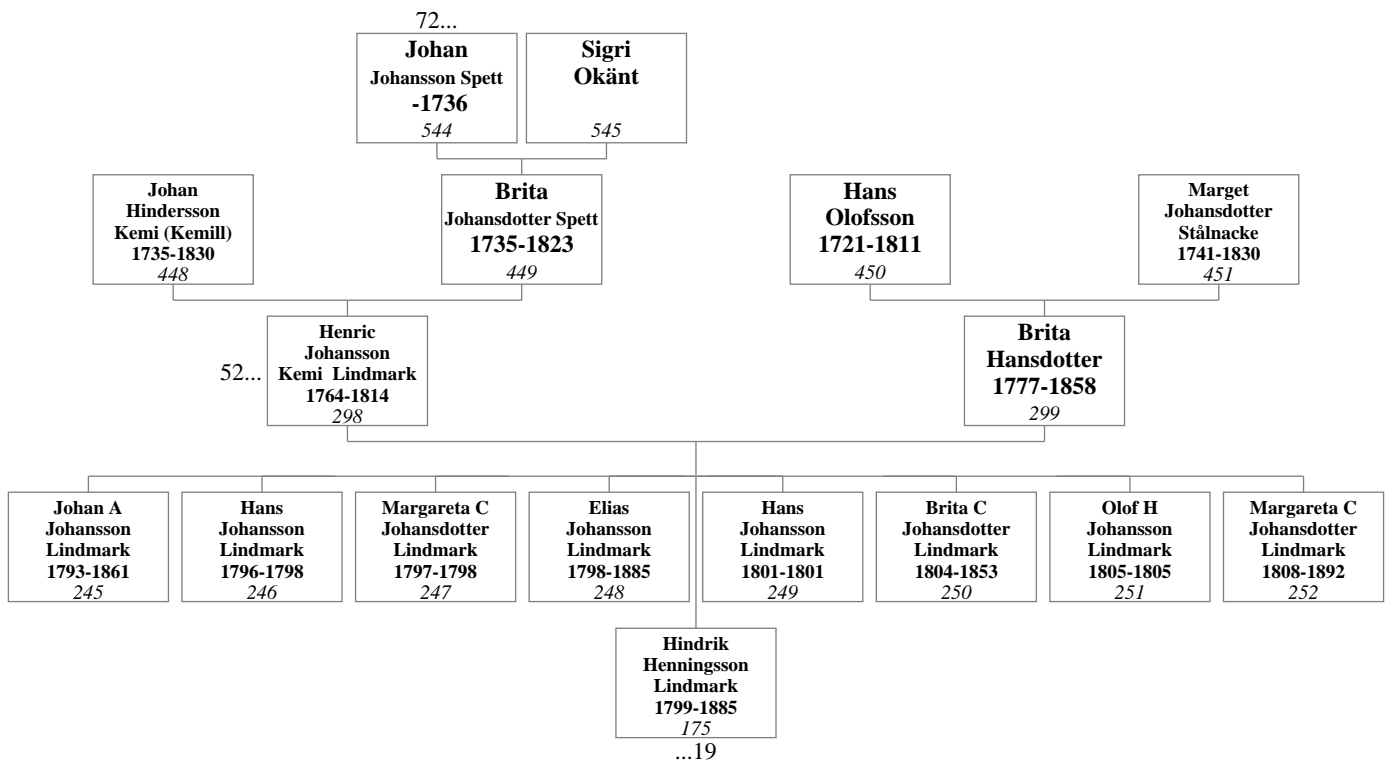 72...
Johan
Johansson Spett
-1736
544
Sigri
Okänt
545
Johan
Hindersson
Kemi (Kemill)
1735-1830
448
Brita
Johansdotter Spett
1735-1823
449
Hans
Olofsson
1721-1811
450
Marget
Johansdotter
Stålnacke
1741-1830
451
52...
Henric
Johansson
Kemi Lindmark
1764-1814
298
Brita
Hansdotter
1777-1858
299
Johan A
Johansson
Lindmark
1793-1861
245
Hans
Johansson
Lindmark
1796-1798
246
Margareta C
Johansdotter
Lindmark
1797-1798
247
Elias
Johansson
Lindmark
1798-1885
248
Hans
Johansson
Lindmark
1801-1801
249
Brita C
Johansdotter
Lindmark
1804-1853
250
Olof H
Johansson
Lindmark
1805-1805
251
Margareta C
Johansdotter
Lindmark
1808-1892
252
Hindrik
Henningsson
Lindmark
1799-1885
175
...19